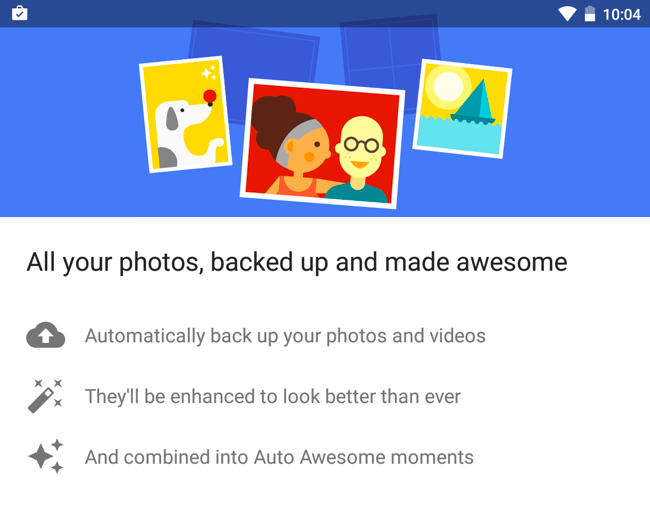 10:04
All your photos, backed up and made awesome
Automatically back up your photos and videos
They'll be enhanced to look better than ever
And combined into Auto Awesome moments